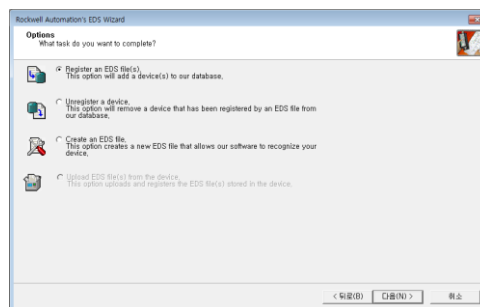 Rockwell Automation's EDS Wizard
Options
What task do you want to complete?
Register an EDS file(s).
This option will add a device(s) to our database.
Unregister a device.
This option will remove a device that has been registered by an EDS file from
our database.
Create an EDS file.
This option creates a new EDS file that allows our software to recognize your
device.
Upload EDS file(s) from the device.
This option uploads and registers the EDS file(s) stored in the device.
< 뒤로(B) 다음(N) > 취소